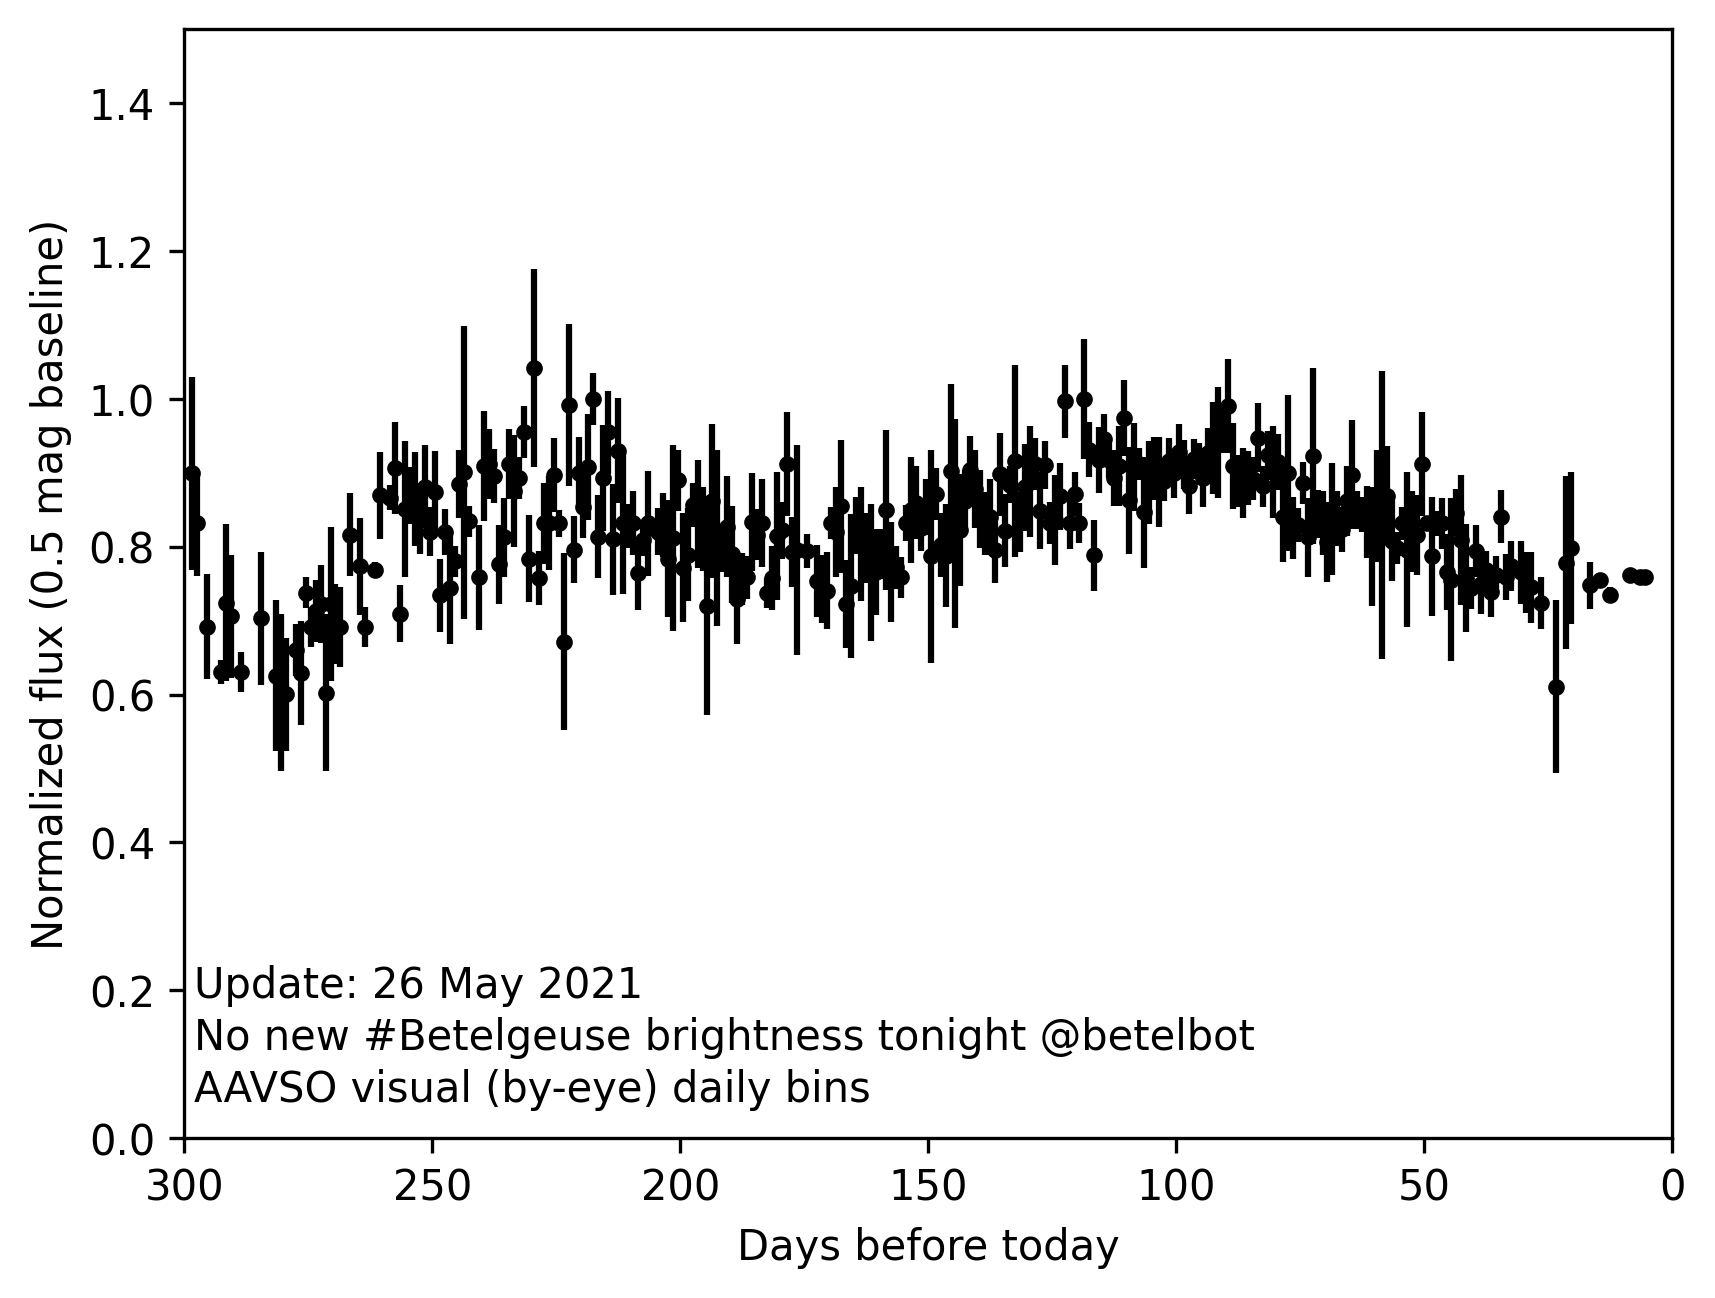 1.4
1.2
1.0
0.8
0.6
0.4
0.2
0.0
Normalized flux (0.5 mag baseline)
Update: 26 May 2021
No new #Betelgeuse brightness tonight @betelbot
AAVSO visual (by-eye) daily bins
300 250 200 150 100 50 0
Days before today